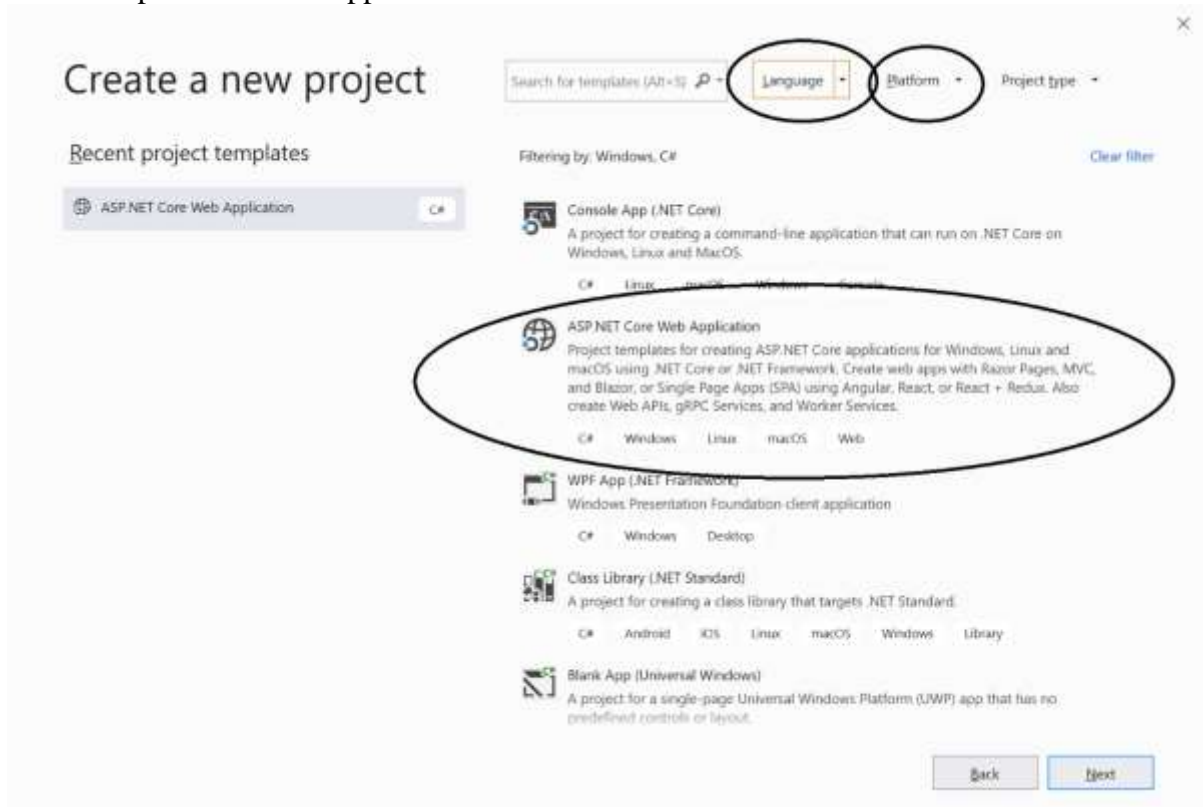 Create a new project
Search for templates (Alt+S)
Language
Platform
Project type
Recent project templates
Filtering by: Windows, C#
Clear filter
ASP.NET Core Web Application
C#
Console App (.NET Core)
A project for creating a command-line application that can run on .NET Core on
Windows, Linux and MacOS.
C# Linux macOS Windows Console
ASP.NET Core Web Application
Project templates for creating ASP.NET Core applications for Windows, Linux and
macOS using .NET Core or .NET Framework. Create web apps with Razor Pages, MVC,
and Blazor, or Single Page Apps (SPA) using Angular, React, or React + Redux. Also
create Web APIs, gRPC Services, and Worker Services.
C# Windows Linux macOS Web
WPF App (.NET Framework)
Windows Presentation Foundation client application
C# Windows Desktop
Class Library (.NET Standard)
A project for creating a class library that targets .NET Standard.
C# Android iOS Linux macOS Windows Library
Blank App (Universal Windows)
A project for a single-page Universal Windows Platform (UWP) app that has no
predefined controls or layout.
Back
Next